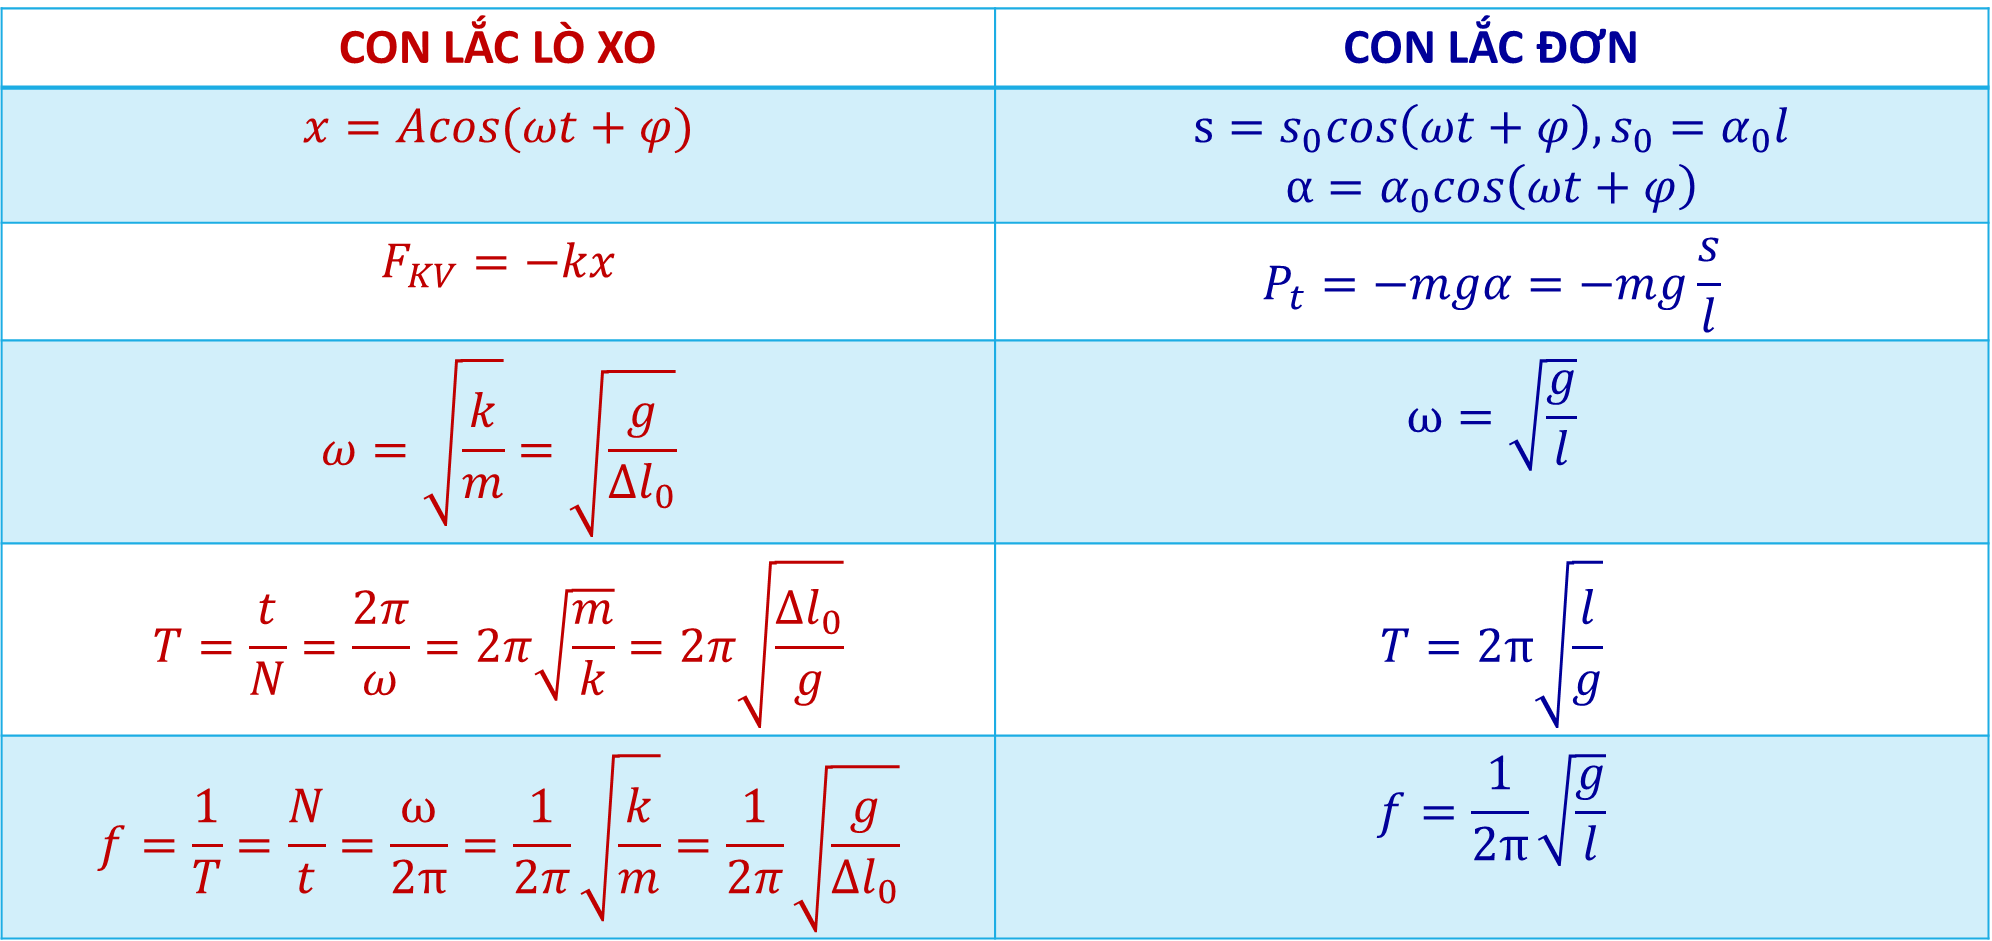 CON LẮC LÒ XO
CON LẮC ĐƠN
x = Acos(ωt + φ)
s = s₀cos(ωt + φ), s₀ = α₀l
α = α₀cos(ωt + φ)
F_KV = −kx
P_t = −mgα = −mg s/l
ω = √(k/m) = √(g/Δl₀)
ω = √(g/l)
T = t/N = 2π/ω = 2π√(m/k) = 2π√(Δl₀/g)
T = 2π√(l/g)
f = 1/T = N/t = ω/2π = 1/2π √(k/m) = 1/2π √(g/Δl₀)
f = 1/2π √(g/l)